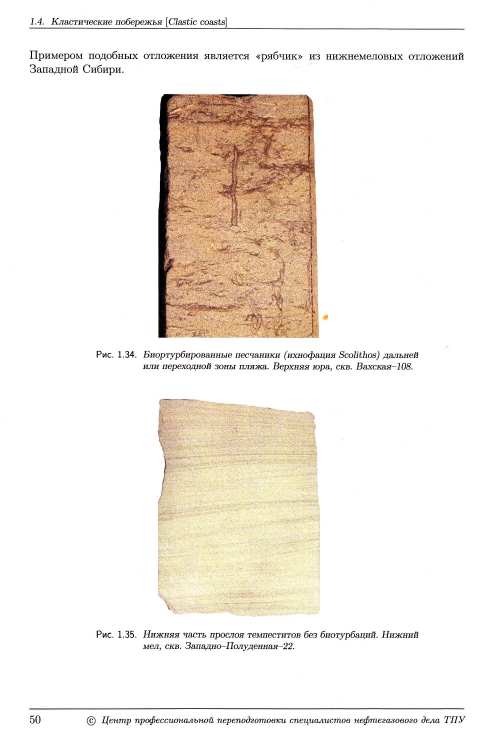 1.4. Кластические побережья [Clastic coasts]
Примером подобных отложения является «рябчик» из нижнемеловых отложений
Западной Сибири.
Рис. 1.34. Биортурбированные песчаники (ихнофация Scolithos) дальней
или переходной зоны пляжа. Верхняя юра, скв. Вахская–108.
Рис. 1.35. Нижняя часть прослоя темпеститов без биотурбаций. Нижний
мел, скв. Западно–Полуденная–22.
50 © Центр профессиональной переподготовки специалистов нефтегазового дела ТПУ